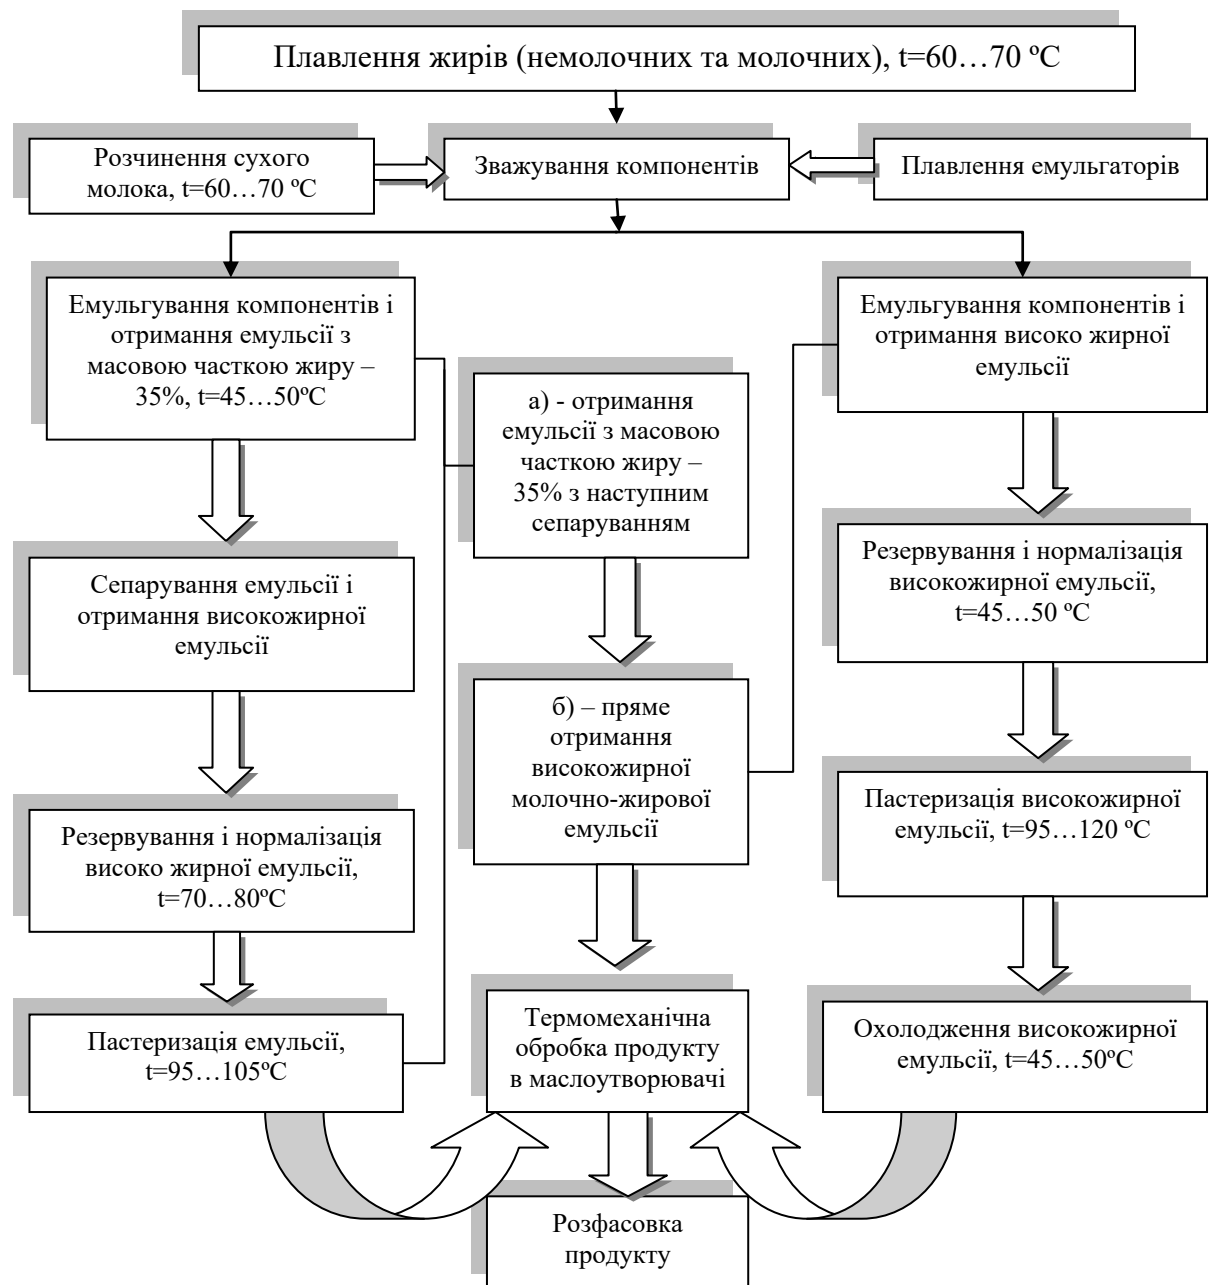 Плавлення жирів (немолочних та молочних), t=60…70 ºС
Розчинення сухого
молока, t=60…70 ºС
Зважування компонентів
Плавлення емульгаторів
Емульгування компонентів і
отримання емульсії з
масовою часткою жиру –
35%, t=45…50ºС
Сепарування емульсії і
отримання високожирної
емульсії
Резервування і нормалізація
високо жирної емульсії,
t=70…80ºС
Пастеризація емульсії,
t=95…105ºС
а) - отримання
емульсії з масовою
часткою жиру –
35% з наступним
сепаруванням
б) – пряме
отримання
високожирної
молочно-жирової
емульсії
Термомеханічна
обробка продукту
в маслоутворювачі
Розфасовка
продукту
Емульгування компонентів і
отримання високо жирної
емульсії
Резервування і нормалізація
високожирної емульсії,
t=45…50 ºС
Пастеризація високожирної
емульсії, t=95…120 ºС
Охолодження високожирної
емульсії, t=45…50ºС